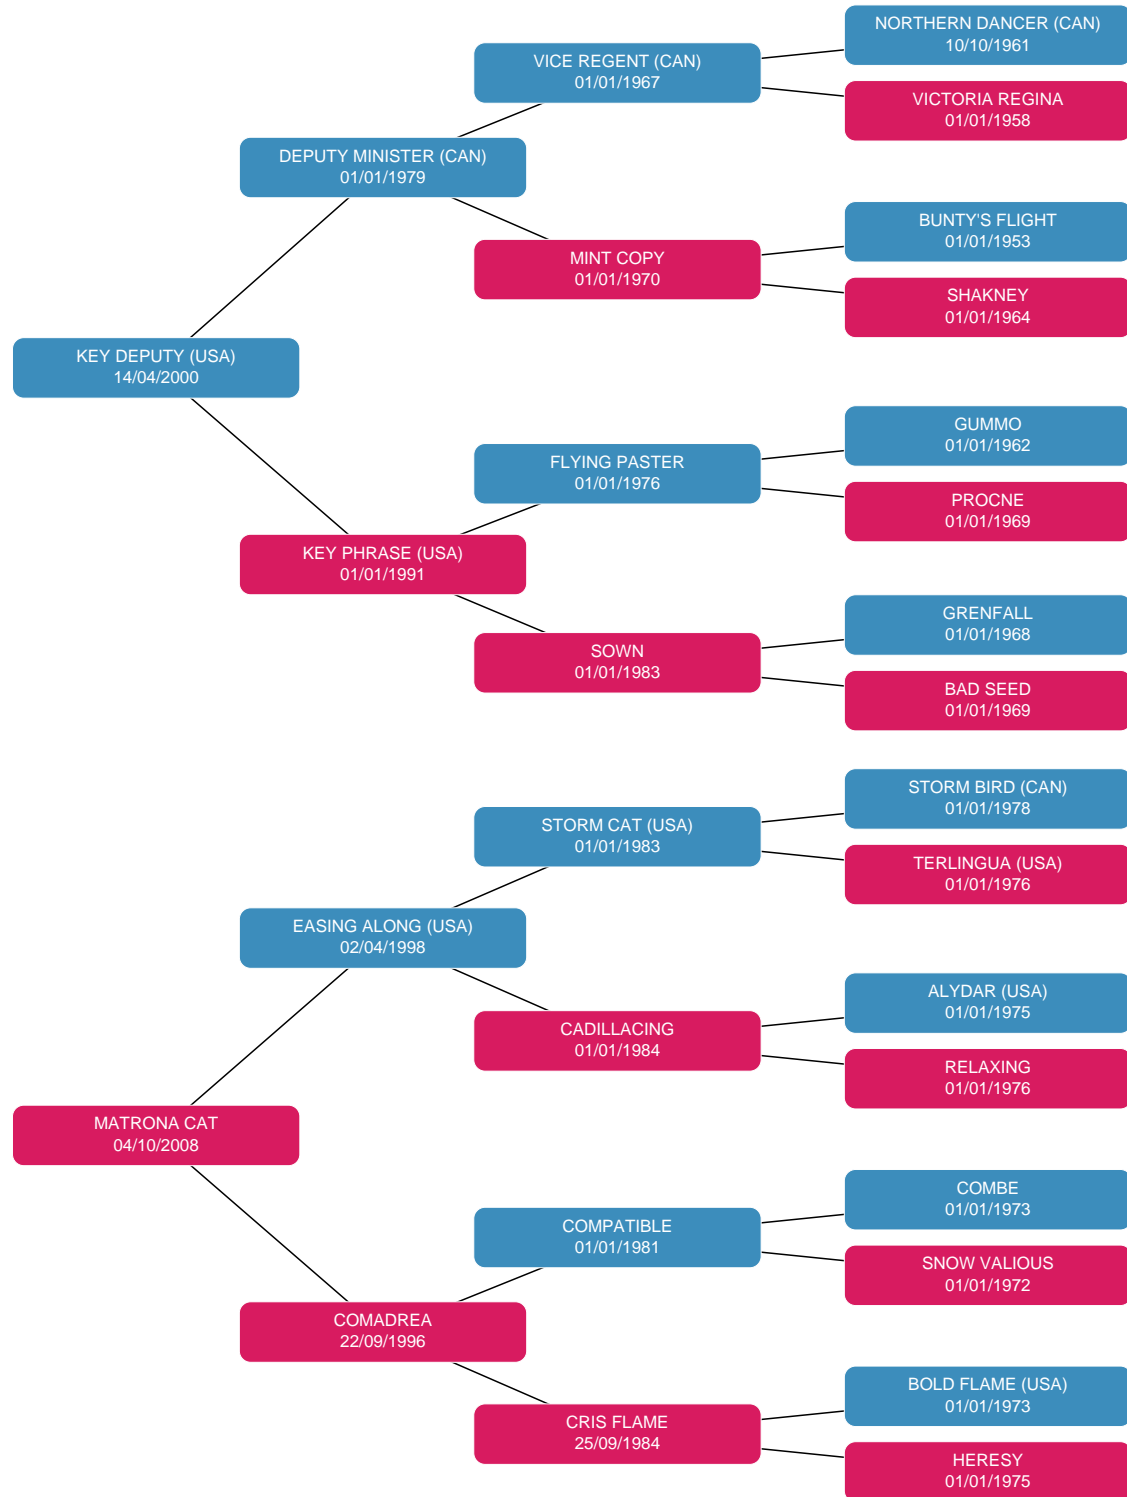 NORTHERN DANCER (CAN)
10/10/1961
VICE REGENT (CAN)
01/01/1967
VICTORIA REGINA
01/01/1958
DEPUTY MINISTER (CAN)
01/01/1979
BUNTY'S FLIGHT
01/01/1953
MINT COPY
01/01/1970
SHAKNEY
01/01/1964
KEY DEPUTY (USA)
14/04/2000
GUMMO
01/01/1962
FLYING PASTER
01/01/1976
PROCNE
01/01/1969
KEY PHRASE (USA)
01/01/1991
GRENFALL
01/01/1968
SOWN
01/01/1983
BAD SEED
01/01/1969
STORM BIRD (CAN)
01/01/1978
STORM CAT (USA)
01/01/1983
TERLINGUA (USA)
01/01/1976
EASING ALONG (USA)
02/04/1998
ALYDAR (USA)
01/01/1975
CADILLACING
01/01/1984
RELAXING
01/01/1976
MATRONA CAT
04/10/2008
COMBE
01/01/1973
COMPATIBLE
01/01/1981
SNOW VALIOUS
01/01/1972
COMADREA
22/09/1996
BOLD FLAME (USA)
01/01/1973
CRIS FLAME
25/09/1984
HERESY
01/01/1975